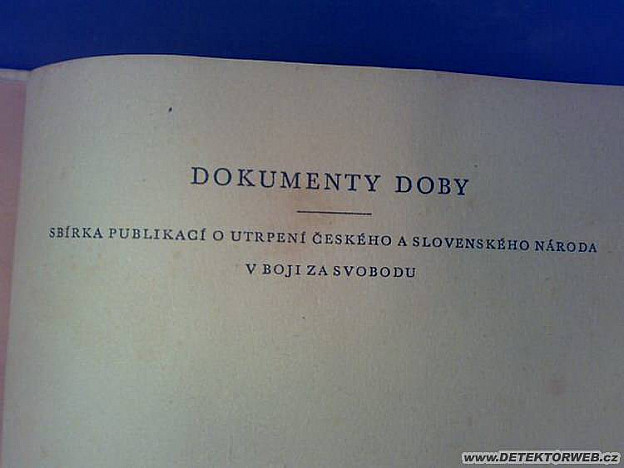 DOKUMENTY DOBY
SBÍRKA PUBLIKACÍ O UTRPENÍ ČESKÉHO A SLOVENSKÉHO NÁRODA
V BOJI ZA SVOBODU
www.DETEKTORWEB.cz